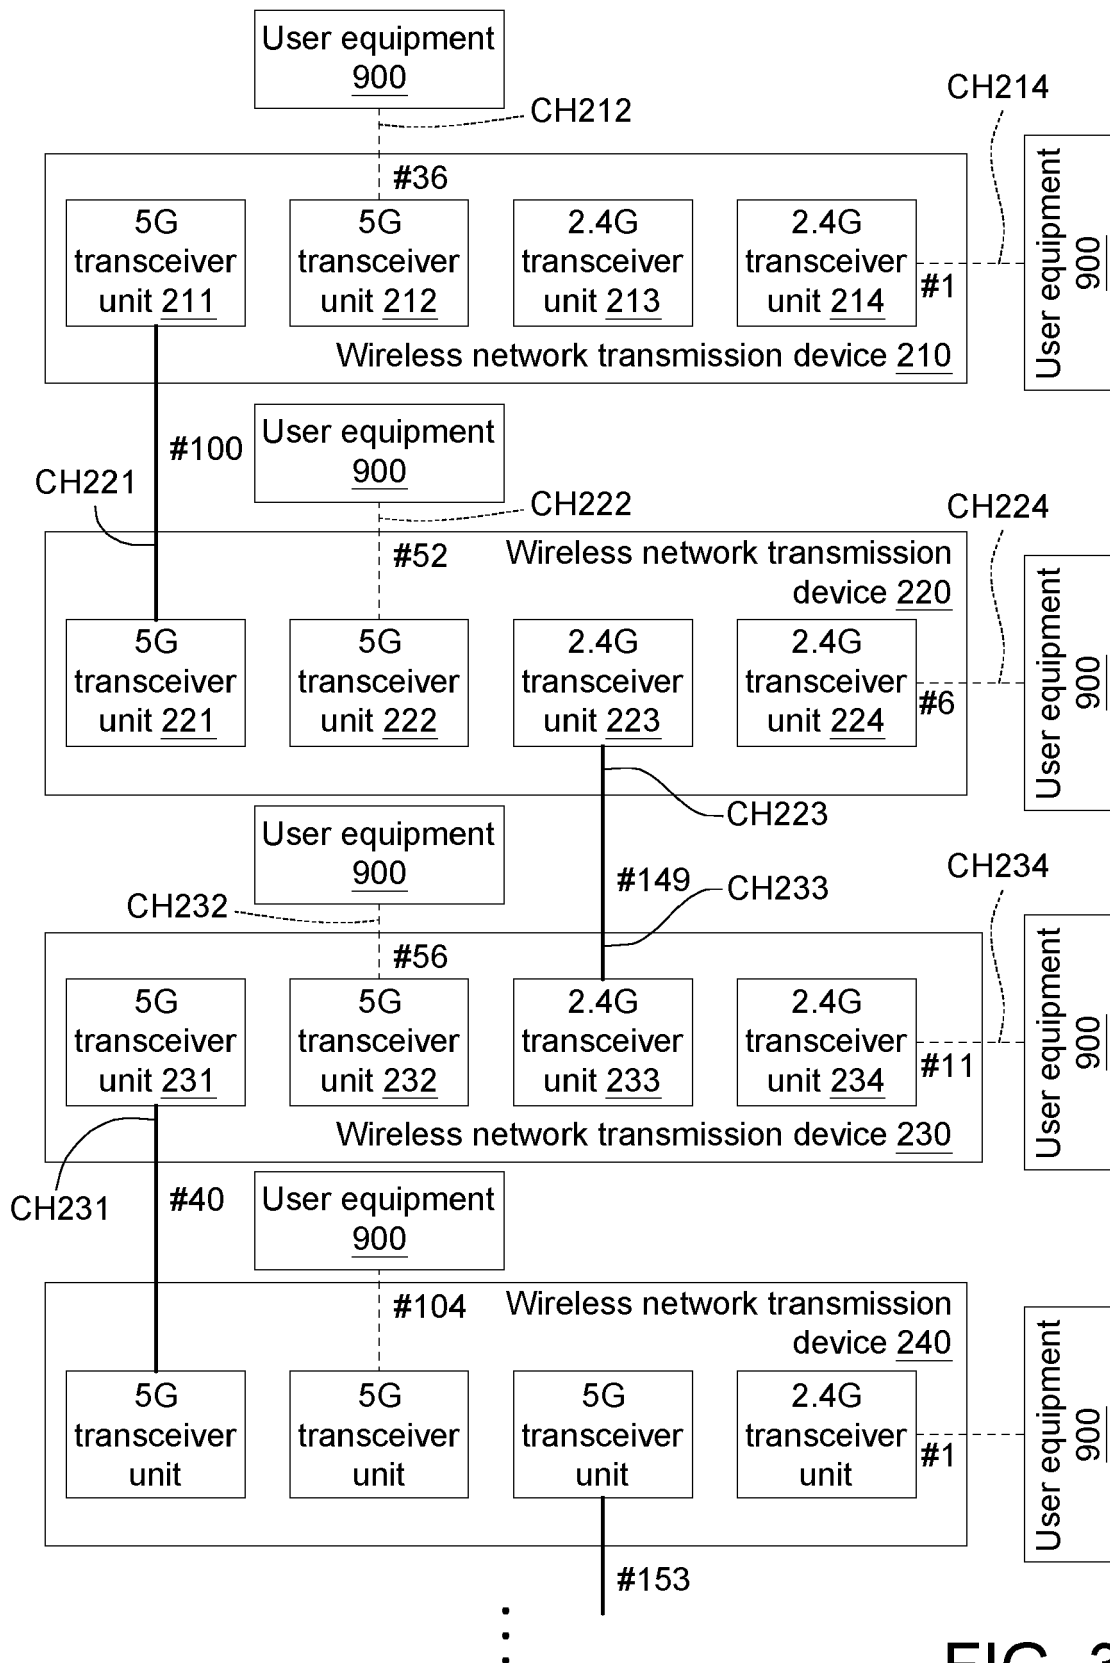 User equipment
900
CH212
CH214
#36
5G
transceiver
unit 211
5G
transceiver
unit 212
2.4G
transceiver
unit 213
2.4G
transceiver
unit 214
#1
User equipment
900
Wireless network transmission device 210
#100
CH221
User equipment
900
CH222
CH224
#52
Wireless network transmission
device 220
5G
transceiver
unit 221
5G
transceiver
unit 222
2.4G
transceiver
unit 223
2.4G
transceiver
unit 224
#6
User equipment
900
CH223
User equipment
900
#149
CH233
CH234
CH232
#56
5G
transceiver
unit 231
5G
transceiver
unit 232
2.4G
transceiver
unit 233
2.4G
transceiver
unit 234
#11
User equipment
900
Wireless network transmission device 230
CH231
#40
User equipment
900
#104
Wireless network transmission
device 240
5G
transceiver
unit
5G
transceiver
unit
5G
transceiver
unit
2.4G
transceiver
unit
#1
User equipment
900
#153
FIG. 3